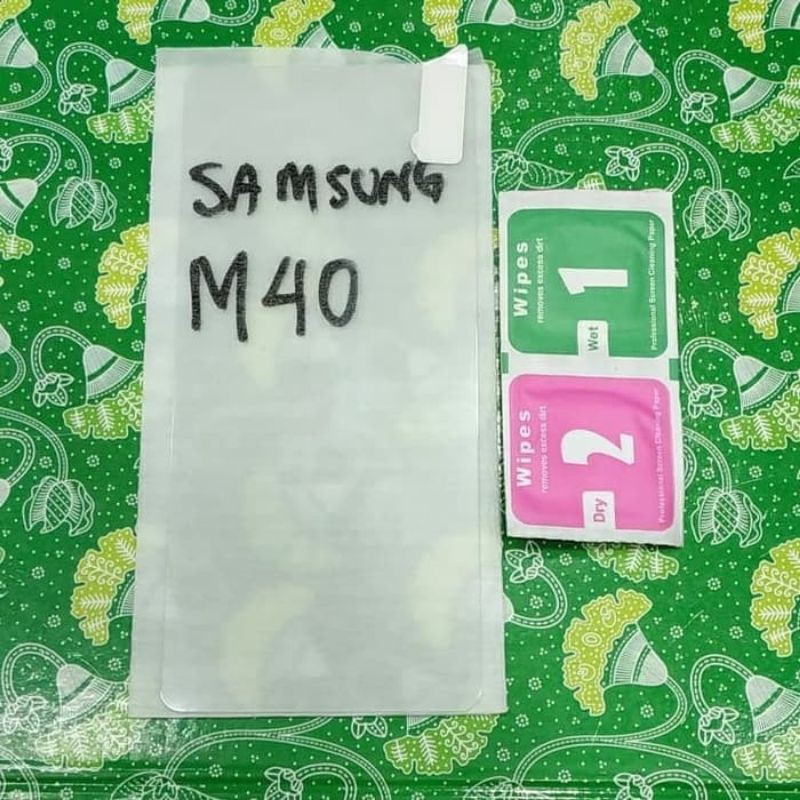 SAMSUNG
M40
Wipes
removes excess dirt
1
Wet
Professional Screen Cleaning Paper
Wipes
removes excess dirt
2
Dry
Professional Screen Cleaning Paper